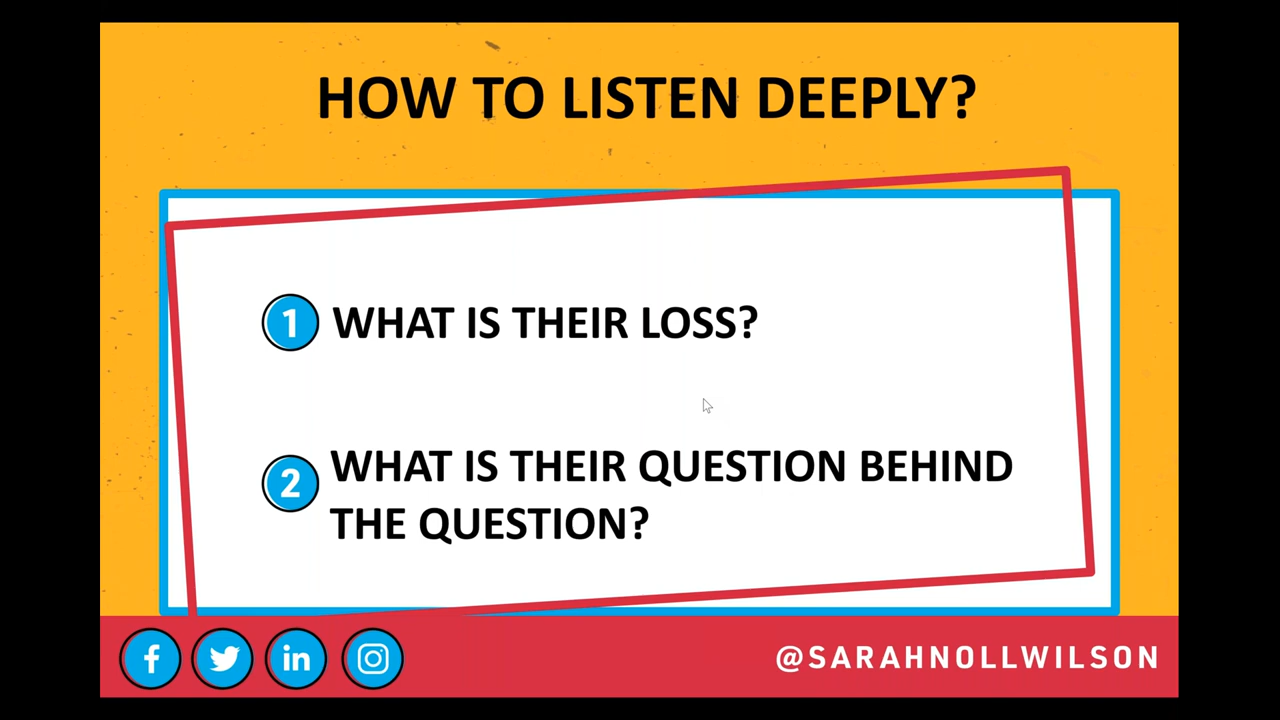 HOW TO LISTEN DEEPLY?
1 WHAT IS THEIR LOSS?
2 WHAT IS THEIR QUESTION BEHIND
THE QUESTION?
@SARAHNOLLWILSON